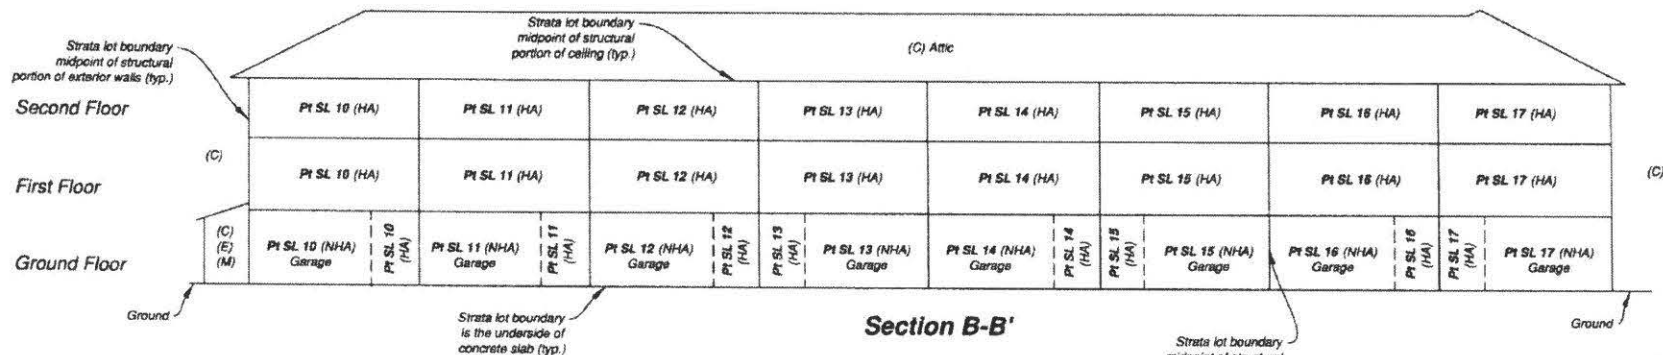 Strata lot boundary
midpoint of structural
portion of ceiling (typ.)
Strata lot boundary
midpoint of structural
portion of exterior walls (typ.)
(C) Attic
Second Floor
Pt SL 10 (HA)
Pt SL 11 (HA)
Pt SL 12 (HA)
Pt SL 13 (HA)
Pt SL 14 (HA)
Pt SL 15 (HA)
Pt SL 16 (HA)
Pt SL 17 (HA)
(C)
(C)
First Floor
Pt SL 10 (HA)
Pt SL 11 (HA)
Pt SL 12 (HA)
Pt SL 13 (HA)
Pt SL 14 (HA)
Pt SL 15 (HA)
Pt SL 16 (HA)
Pt SL 17 (HA)
Ground Floor
(C)
(E)
(M)
Pt SL 10 (NHA)
Garage
Pt SL 10
(HA)
Pt SL 11 (NHA)
Garage
Pt SL 11
(HA)
Pt SL 12 (NHA)
Garage
Pt SL 12
(HA)
Pt SL 13
(HA)
Pt SL 13 (NHA)
Garage
Pt SL 14 (NHA)
Garage
Pt SL 14
(HA)
Pt SL 15
(HA)
Pt SL 15 (NHA)
Garage
Pt SL 16 (NHA)
Garage
Pt SL 16
(HA)
Pt SL 17
(HA)
Pt SL 17 (NHA)
Garage
Ground
Strata lot boundary
is the underside of
concrete slab (typ.)
Section B-B'
Strata lot boundary
midpoint of structural
Ground